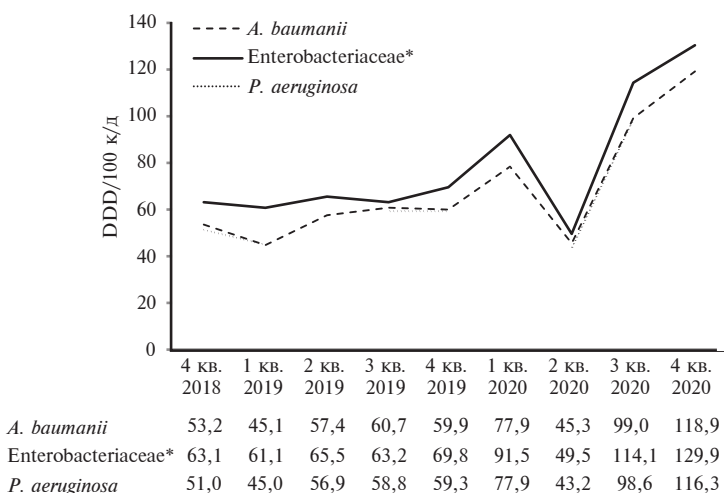 140
120
100
80
60
40
20
0
DDD/100 к/д
A. baumanii
Enterobacteriaceae*
P. aeruginosa
4 кв. 1 кв. 2 кв. 3 кв. 4 кв. 1 кв. 2 кв. 3 кв. 4 кв.
2018 2019 2019 2019 2019 2020 2020 2020 2020
A. baumanii 53,2 45,1 57,4 60,7 59,9 77,9 45,3 99,0 118,9
Enterobacteriaceae* 63,1 61,1 65,5 63,2 69,8 91,5 49,5 114,1 129,9
P. aeruginosa 51,0 45,0 56,9 58,8 59,3 77,9 43,2 98,6 116,3